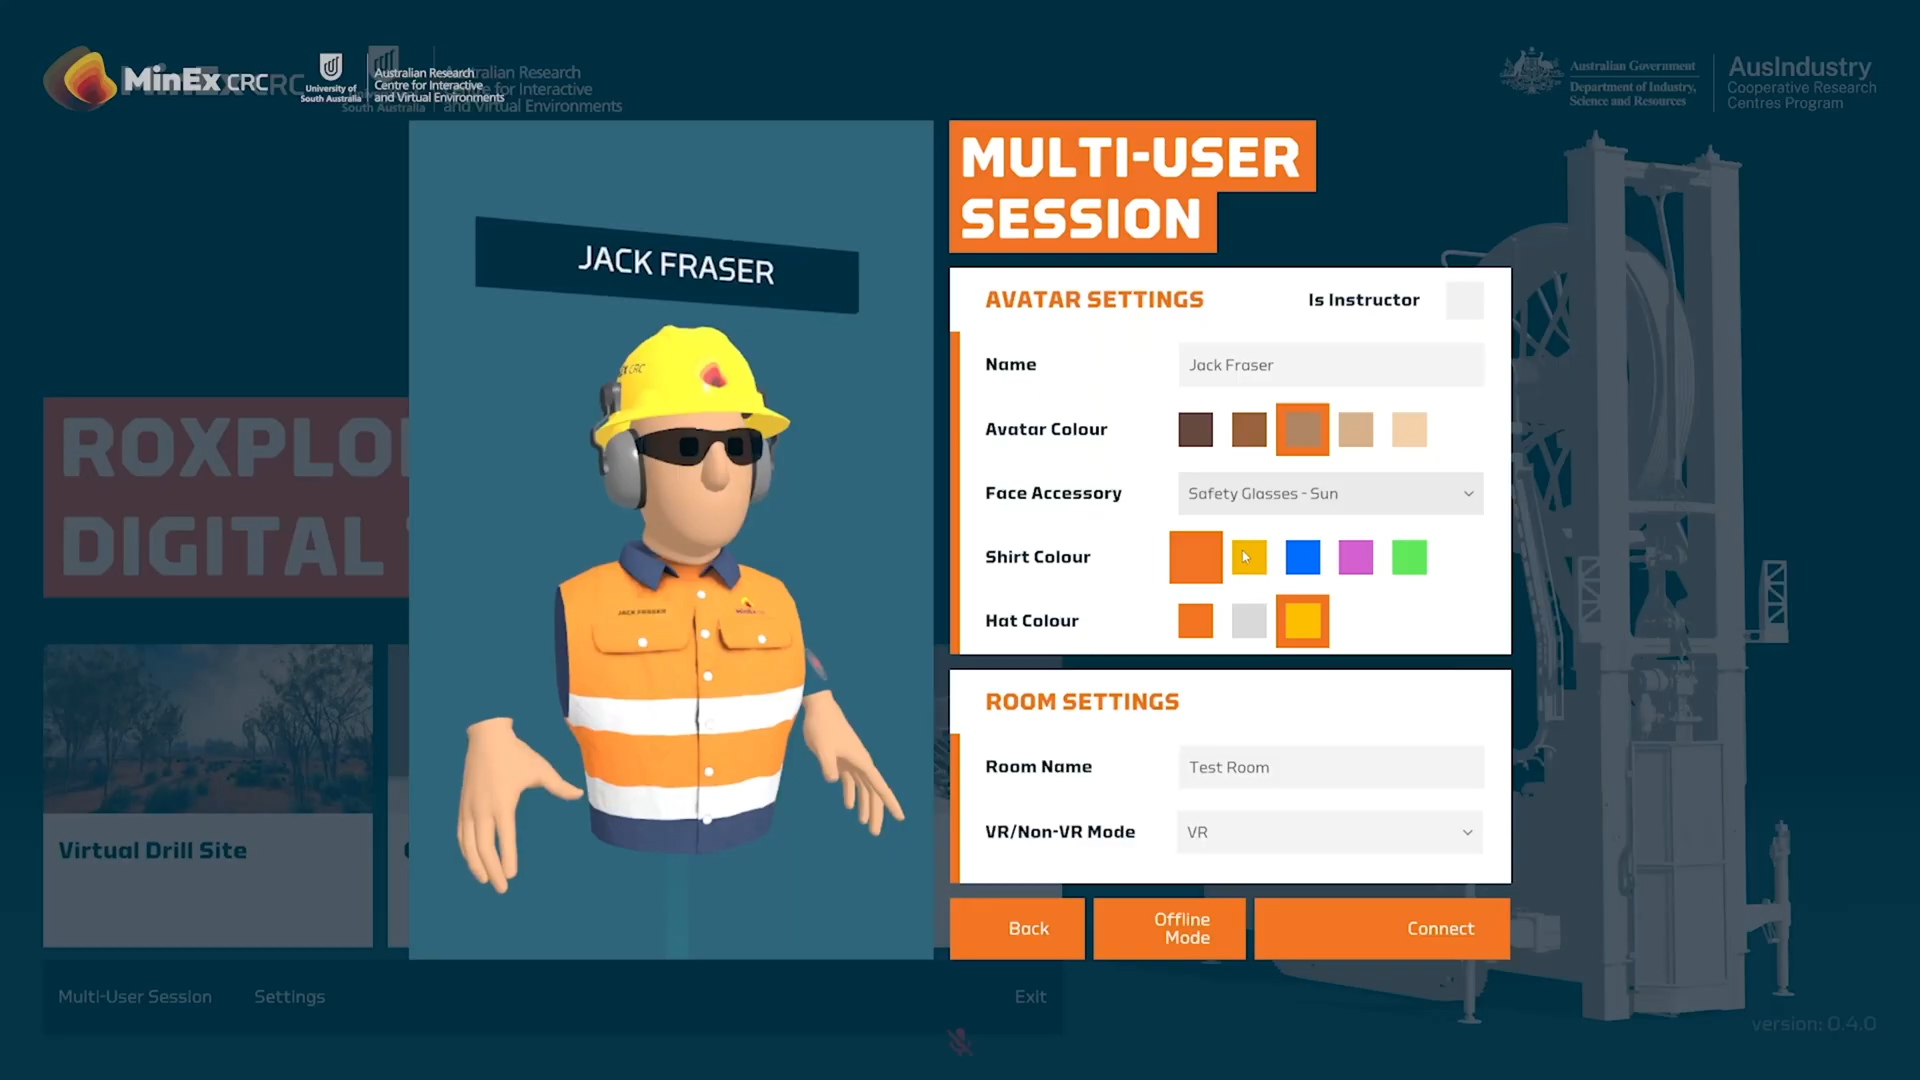 MinEx CRC
University of
South Australia
Australian Research
Centre for Interactive
and Virtual Environments
Australian Government
Department of Industry,
Science and Resources
AusIndustry
Cooperative Research
Centres Program
MULTI-USER
SESSION
JACK FRASER
AVATAR SETTINGS
Is Instructor
Name
Jack Fraser
Avatar Colour
Face Accessory
Safety Glasses - Sun
Shirt Colour
Hat Colour
JACK FRASER
ROOM SETTINGS
Room Name
Test Room
VR/Non-VR Mode
VR
Back
Offline
Mode
Connect
ROXPLO
DIGITAL
Virtual Drill Site
Multi-User Session
Settings
Exit
version: 0.4.0